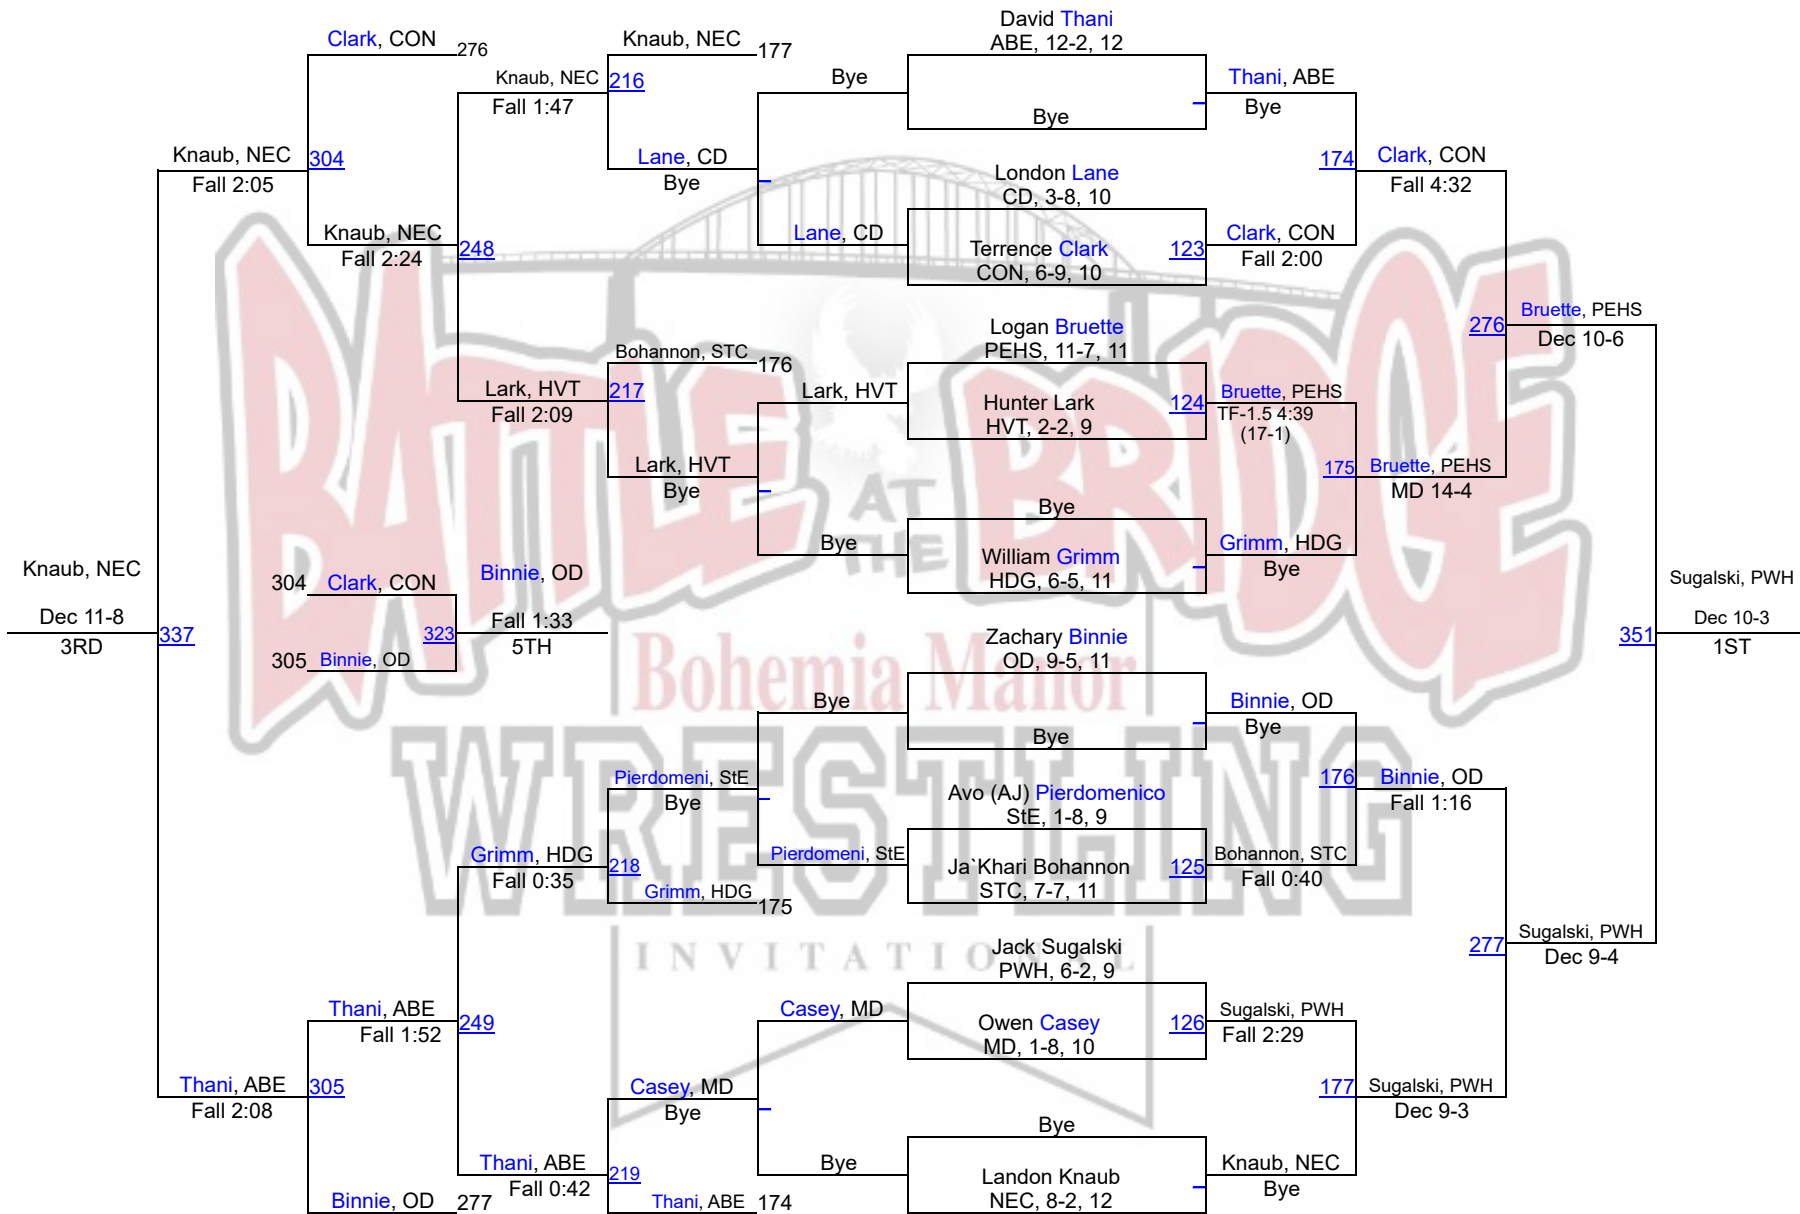 Clark, CON
276
Knaub, NEC
177
David Thani
ABE, 12-2, 12
Knaub, NEC
216
Fall 1:47
Bye
Thani, ABE
Bye
Bye
Knaub, NEC
304
Fall 2:05
Lane, CD
Bye
London Lane
CD, 3-8, 10
174
Clark, CON
Fall 4:32
Knaub, NEC
Fall 2:24
248
Lane, CD
Terrence Clark
CON, 6-9, 10
123
Clark, CON
Fall 2:00
Logan Bruette
PEHS, 11-7, 11
276
Bruette, PEHS
Dec 10-6
Bohannon, STC
176
Lark, HVT
217
Fall 2:09
Lark, HVT
Hunter Lark
HVT, 2-2, 9
124
Bruette, PEHS
TF-1.5 4:39
(17-1)
Lark, HVT
Bye
175
Bruette, PEHS
MD 14-4
Bye
Bye
William Grimm
HDG, 6-5, 11
Grimm, HDG
Bye
BATTLE
AT
THE
BRIDGE
Knaub, NEC
Dec 11-8
3RD
337
304
Clark, CON
305
Binnie, OD
323
Binnie, OD
Fall 1:33
5TH
Sugalski, PWH
Dec 10-3
1ST
351
Bohemia Manor
Zachary Binnie
OD, 9-5, 11
Bye
Bye
Binnie, OD
Bye
WRESTLING
Pierdomeni, StE
Bye
Avo (AJ) Pierdomenico
StE, 1-8, 9
176
Binnie, OD
Fall 1:16
Grimm, HDG
218
Fall 0:35
Pierdomeni, StE
Ja`Khari Bohannon
STC, 7-7, 11
125
Bohannon, STC
Fall 0:40
Grimm, HDG
175
INVITATIONAL
Jack Sugalski
PWH, 6-2, 9
277
Sugalski, PWH
Dec 9-4
Thani, ABE
Fall 1:52
249
Casey, MD
Owen Casey
MD, 1-8, 10
126
Sugalski, PWH
Fall 2:29
Thani, ABE
305
Fall 2:08
Casey, MD
Bye
177
Sugalski, PWH
Dec 9-3
Bye
Thani, ABE
219
Fall 0:42
Bye
Landon Knaub
NEC, 8-2, 12
Knaub, NEC
Bye
Binnie, OD
277
Thani, ABE
174